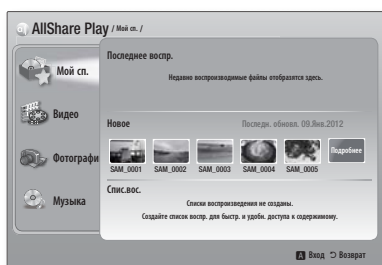 AllShare Play / Мой сп. /
Мой сп.
Видео
Фотографи
Музыка
Последнее воспр.
Недавно воспроизводимые файлы отобразятся здесь.
Новое
Последн. обновл. 09.Янв.2012
SAM_0001 SAM_0002 SAM_0003 SAM_0004 SAM_0005 Подробнее
Спис.вос.
Списки воспроизведения не созданы.
Создайте список воспр. для быстр. и удобн. доступа к содержимому.
A Вход Возврат